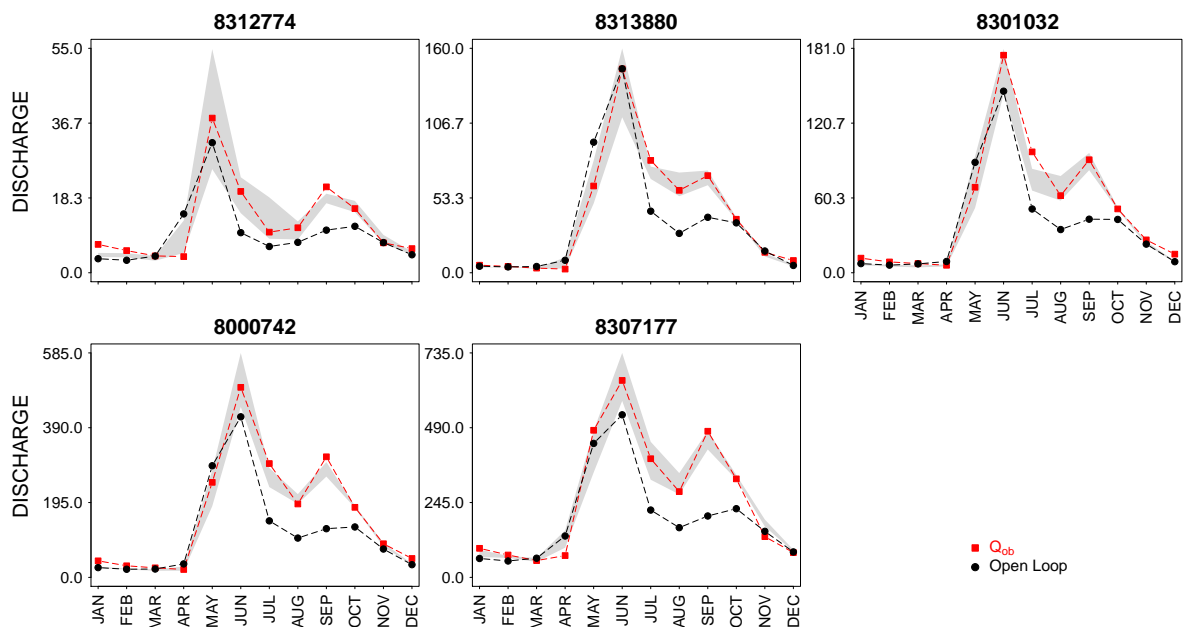 8312774
8313880
8301032
DISCHARGE
55.0
36.7
18.3
0.0
160.0
106.7
53.3
0.0
181.0
120.7
60.3
0.0
JAN
FEB
MAR
APR
MAY
JUN
JUL
AUG
SEP
OCT
NOV
DEC
8000742
8307177
DISCHARGE
585.0
390.0
195.0
0.0
735.0
490.0
245.0
0.0
JAN
FEB
MAR
APR
MAY
JUN
JUL
AUG
SEP
OCT
NOV
DEC
JAN
FEB
MAR
APR
MAY
JUN
JUL
AUG
SEP
OCT
NOV
DEC
Qob
Open Loop